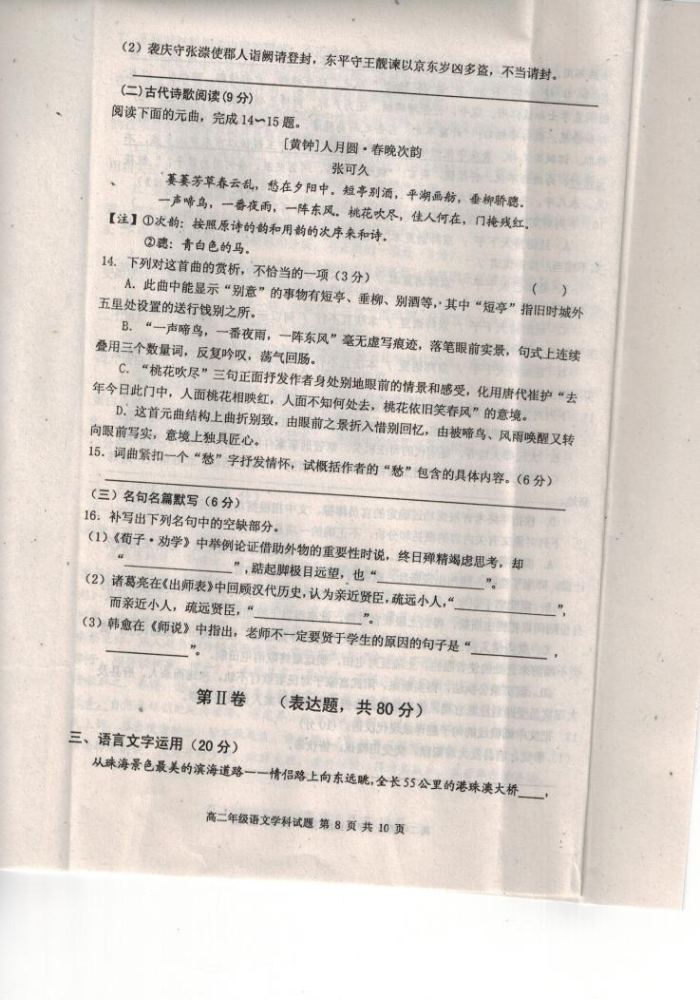 （2）袭庆守张漴使郡人诣阙请登封，东平守王靓谏以京东岁凶多盗，不当请封。
（二）古代诗歌阅读（9分）
阅读下面的元曲，完成14～15题。
［黄钟］人月圆·春晚次韵
张可久
萋萋芳草春云乱，愁在夕阳中。短亭别酒，平湖画舫，垂柳骄骢。
一声啼鸟，一番夜雨，一阵东风。桃花吹尽，佳人何在，门掩残红。
【注】①次韵：按照原诗的韵和用韵的次序来和诗。
②骢：青白色的马。
14. 下列对这首曲的赏析，不恰当的一项（3分） （ ）
A．此曲中能显示“别意”的事物有短亭、垂柳、别酒等，其中“短亭”指旧时城外
五里处设置的送行饯别之所。
B．“一声啼鸟，一番夜雨，一阵东风”毫无虚写痕迹，落笔眼前实景，句式上连续
叠用三个数量词，反复吟叹，荡气回肠。
C．“桃花吹尽”三句正面抒发作者身处别地眼前的情景和感受，化用唐代崔护“去
年今日此门中，人面桃花相映红，人面不知何处去，桃花依旧笑春风”的意境。
D．这首元曲结构上曲折别致，由眼前之景折入惜别回忆，由被啼鸟、风雨唤醒又转
向眼前写实，意境上独具匠心。
15．词曲紧扣一个“愁”字抒发情怀，试概括作者的“愁”包含的具体内容。（6分）
（三）名句名篇默写（6分）
16．补写出下列名句中的空缺部分。
（1）《荀子·劝学》中举例论证借助外物的重要性时说，终日殚精竭虑思考，却
“____________”，踮起脚极目远望，也“____________”。
（2）诸葛亮在《出师表》中回顾汉代历史，认为亲近贤臣，疏远小人，“____________”，
而亲近小人，疏远贤臣，“____________”。
（3）韩愈在《师说》中指出，老师不一定要贤于学生的原因的句子是“__________，
____________”。
第Ⅱ卷 （表达题，共80分）
三、语言文字运用（20分）
从珠海景色最美的滨海道路——情侣路上向东远眺，全长55公里的港珠澳大桥____，
高二年级语文学科试题 第 8 页 共 10 页